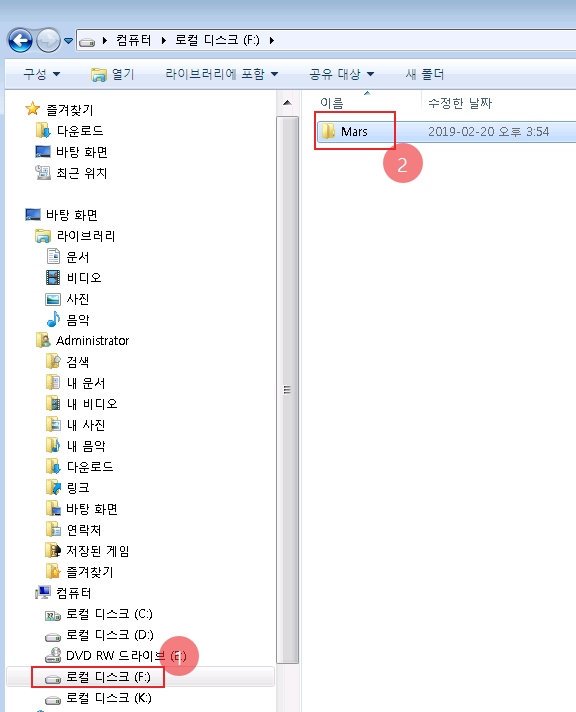 컴퓨터 로컬 디스크 (F:)
구성 열기 라이브러리에 포함 공유 대상 새 폴더
즐겨찾기
다운로드
바탕 화면
최근 위치
바탕 화면
라이브러리
문서
비디오
사진
음악
Administrator
검색
내 문서
내 비디오
내 사진
내 음악
다운로드
링크
바탕 화면
연락처
저장된 게임
즐겨찾기
컴퓨터
로컬 디스크 (C:)
로컬 디스크 (D:)
DVD RW 드라이브
1
로컬 디스크 (F:)
로컬 디스크 (K:)
이름 수정한 날짜
Mars 2019-02-20 오후 3:54
2